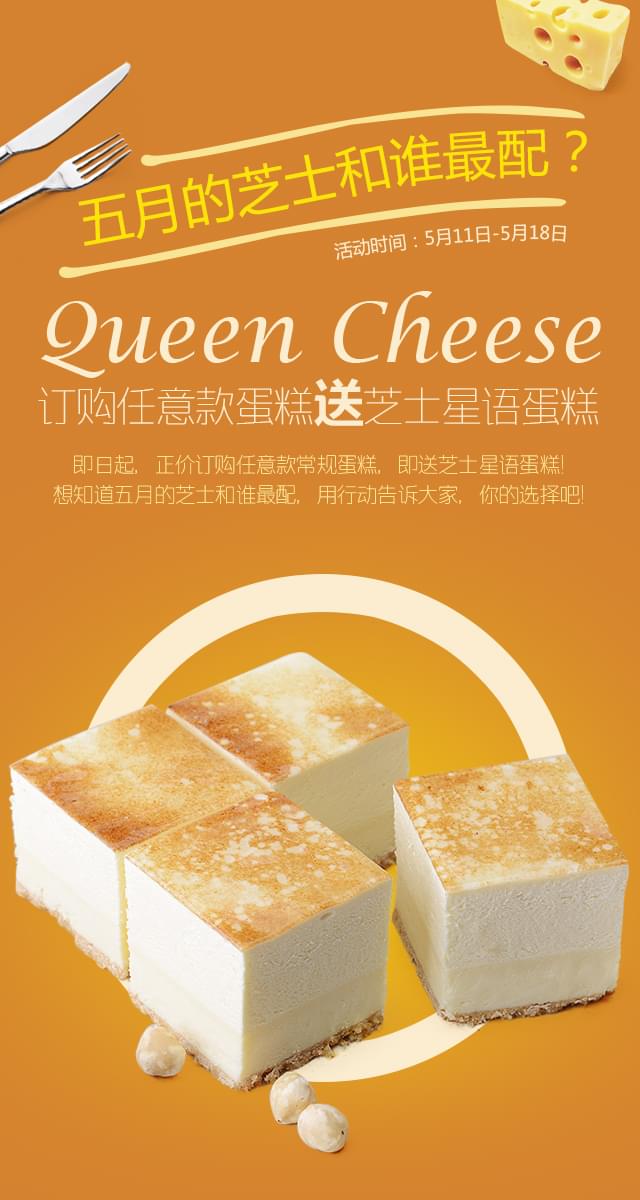 五月的芝士和谁最配？
活动时间：5月11日-5月18日
Queen Cheese
订购任意款蛋糕送芝士星语蛋糕
即日起，正价订购任意款常规蛋糕，即送芝士星语蛋糕！
想知道五月的芝士和谁最配，用行动告诉大家，你的选择吧！